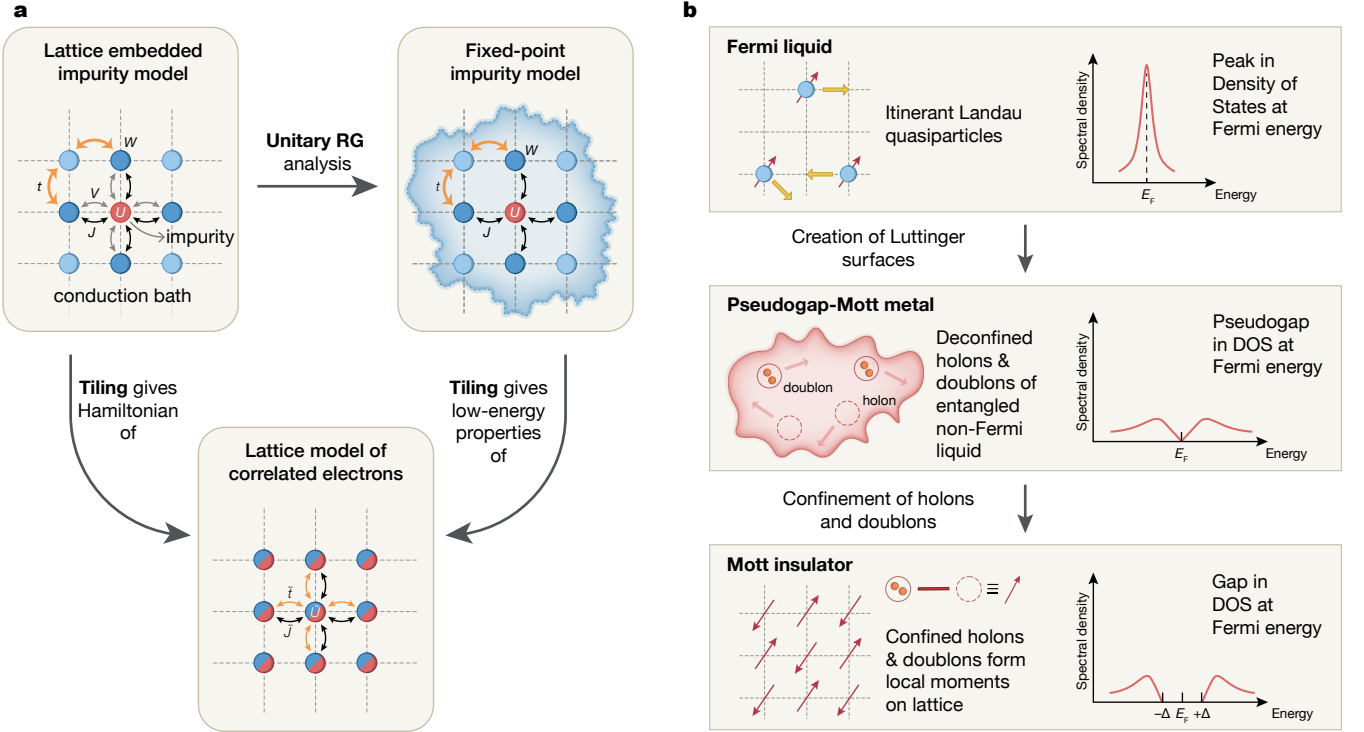 a
Lattice embedded
impurity model
W
t
V
U
J
impurity
conduction bath
Unitary RG
analysis
Fixed-point
impurity model
W
t
U
J
Tiling gives
Hamiltonian
of
Tiling gives
low-energy
properties
of
Lattice model of
correlated electrons
t̃
Ũ
J̃
b
Fermi liquid
Itinerant Landau
quasiparticles
Spectral density
E_F
Energy
Peak in
Density of
States at
Fermi energy
Creation of Luttinger
surfaces
Pseudogap-Mott metal
doublon
holon
Deconfined
holons &
doublons of
entangled
non-Fermi
liquid
Spectral density
E_F
Energy
Pseudogap
in DOS at
Fermi energy
Confinement of holons
and doublons
Mott insulator
≡
Confined holons
& doublons form
local moments
on lattice
Spectral density
−Δ E_F +Δ
Energy
Gap in
DOS at
Fermi energy